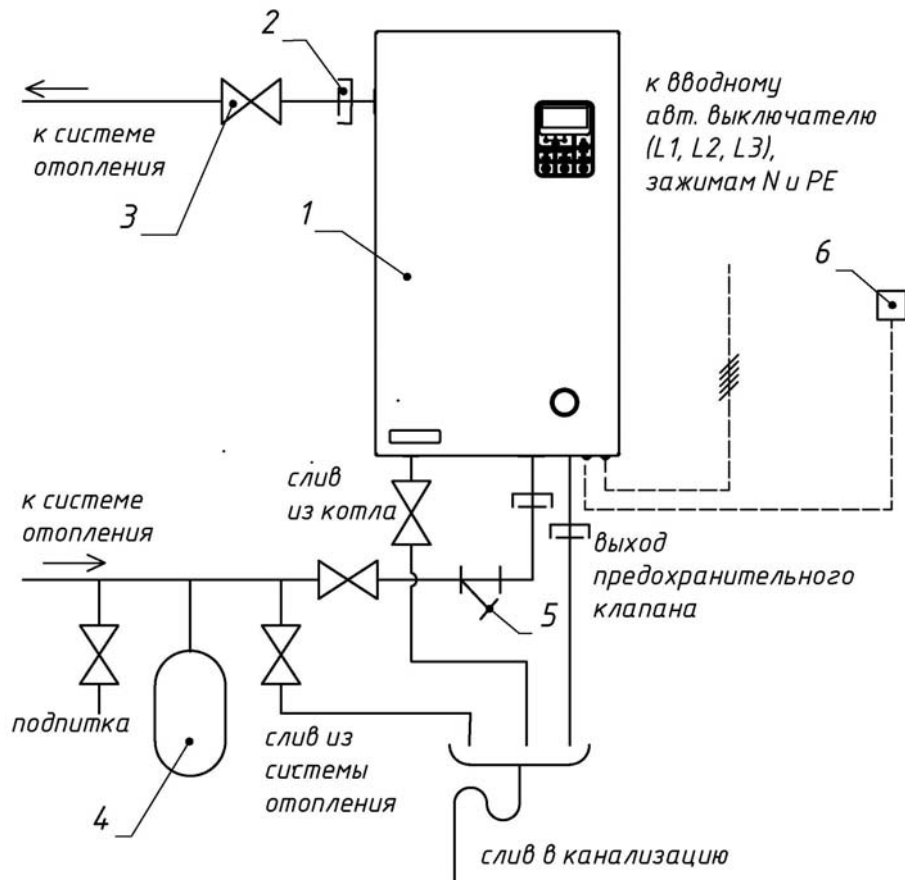 2
к вводному
авт. выключателю
(L1, L2, L3),
зажимам N и PE
к системе
отопления
3
1
6
слив
из котла
к системе
отопления
выход
предохранительного
клапана
5
подпитка
слив из
системы
отопления
4
слив в канализацию